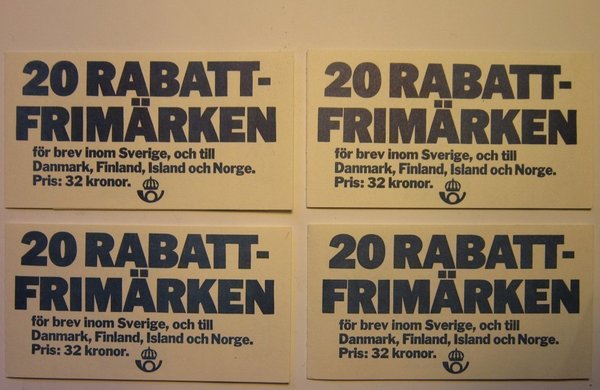 20 RABATT-
FRIMÄRKEN
för brev inom Sverige, och till
Danmark, Finland, Island och Norge.
Pris: 32 kronor.
20 RABATT-
FRIMÄRKEN
för brev inom Sverige, och till
Danmark, Finland, Island och Norge.
Pris: 32 kronor.
20 RABATT-
FRIMÄRKEN
för brev inom Sverige, och till
Danmark, Finland, Island och Norge.
Pris: 32 kronor.
20 RABATT-
FRIMÄRKEN
för brev inom Sverige, och till
Danmark, Finland, Island och Norge.
Pris: 32 kronor.